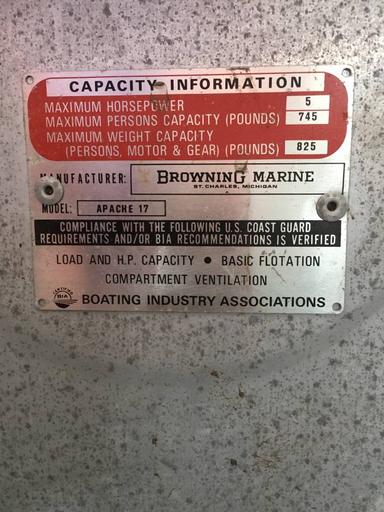 CAPACITY INFORMATION
MAXIMUM HORSEPOWER 5
MAXIMUM PERSONS CAPACITY (POUNDS) 745
MAXIMUM WEIGHT CAPACITY
(PERSONS, MOTOR & GEAR) (POUNDS) 825
MANUFACTURER: BROWNING MARINE
ST. CHARLES, MICHIGAN
MODEL: APACHE 17
COMPLIANCE WITH THE FOLLOWING U.S. COAST GUARD
REQUIREMENTS AND/OR BIA RECOMMENDATIONS IS VERIFIED
LOAD AND H.P. CAPACITY • BASIC FLOTATION
COMPARTMENT VENTILATION
CERTIFIED BIA BOATING INDUSTRY ASSOCIATIONS